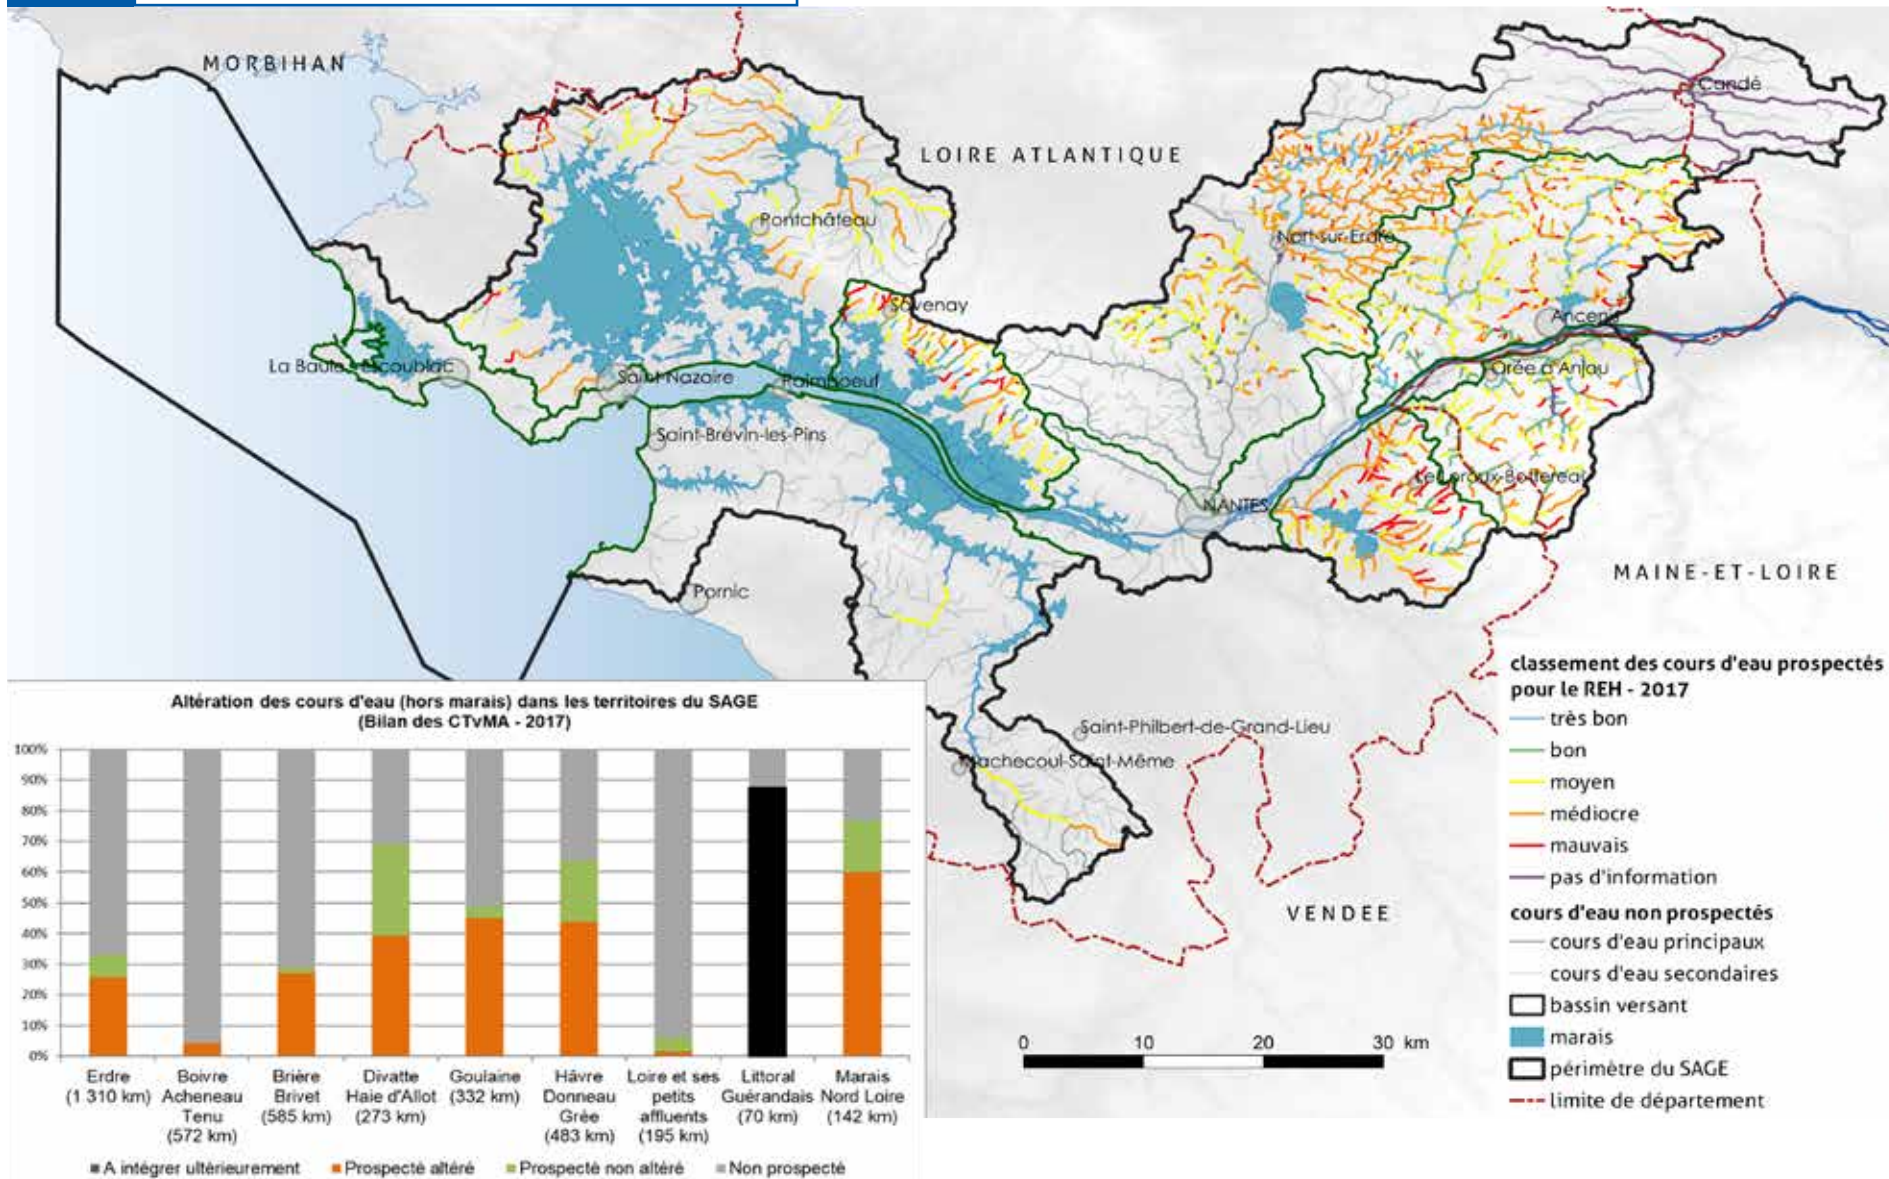 MORBIHAN
Candé
LOIRE ATLANTIQUE
Pontchâteau
Nort-sur-Erdre
Savenay
Ancenis
La Baule-Escoublac
Saint-Nazaire
Paimboeuf
Orée d'Anjou
Saint-Brévin-les-Pins
Le Loroux-Bottereau
NANTES
MAINE-ET-LOIRE
Pornic
Saint-Philbert-de-Grand-Lieu
Machecoul-Saint-Même
VENDEE
0 10 20 30 km
classement des cours d'eau prospectés
pour le REH - 2017
très bon
bon
moyen
médiocre
mauvais
pas d'information
cours d'eau non prospectés
cours d'eau principaux
cours d'eau secondaires
bassin versant
marais
périmètre du SAGE
limite de département
Altération des cours d'eau (hors marais) dans les territoires du SAGE
(Bilan des CTvMA - 2017)
100%
90%
80%
70%
60%
50%
40%
30%
20%
10%
0%
Erdre
(1 310 km)
Boivre
Acheneau
Tenu
(572 km)
Brière
Brivet
(585 km)
Divatte
Haie d'Allot
(273 km)
Goulaine
(332 km)
Hâvre
Donneau
Grée
(483 km)
Loire et ses
petits
affluents
(195 km)
Littoral
Guérandais
(70 km)
Marais
Nord Loire
(142 km)
A intégrer ultérieurement Prospecté altéré Prospecté non altéré Non prospecté